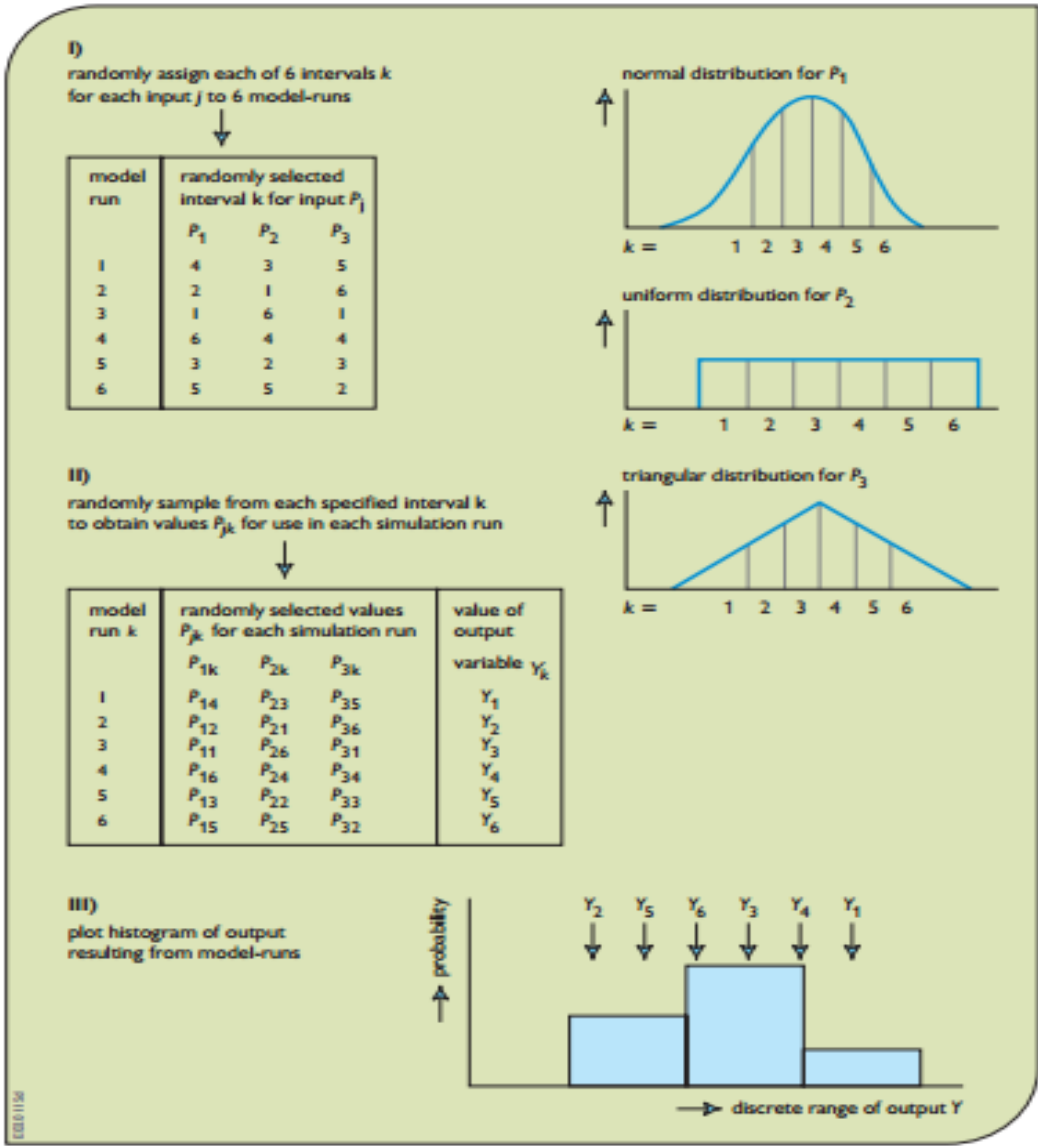 I)
randomly assign each of 6 intervals k
for each input j to 6 model-runs
model run randomly selected interval k for input Pj
P1 P2 P3
1 4 3 5
2 2 1 6
3 1 6 1
4 6 4 4
5 3 2 3
6 5 5 2
normal distribution for P1
k = 1 2 3 4 5 6
uniform distribution for P2
k = 1 2 3 4 5 6
triangular distribution for P3
k = 1 2 3 4 5 6
II)
randomly sample from each specified interval k
to obtain values Pjk for use in each simulation run
model run k randomly selected values Pjk for each simulation run value of output
P1k P2k P3k variable Yk
1 P14 P23 P35 Y1
2 P12 P21 P36 Y2
3 P11 P26 P31 Y3
4 P16 P24 P34 Y4
5 P13 P22 P33 Y5
6 P15 P25 P32 Y6
III)
plot histogram of output
resulting from model-runs
probability
Y2 Y5 Y6 Y3 Y4 Y1
discrete range of output Y